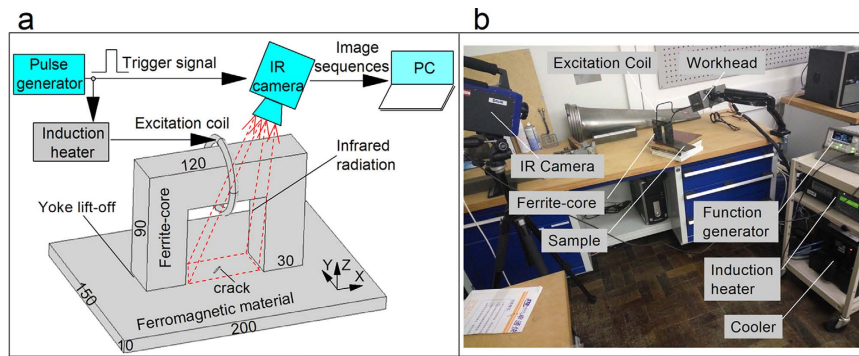 a
Pulse
generator
Trigger signal
IR
camera
Image
sequences
PC
Induction
heater
Excitation coil
120
Infrared
radiation
Yoke lift-off
90
Ferrite-core
30
Y Z X
crack
Ferromagnetic material
150
10
200
b
Excitation Coil
Workhead
IR Camera
Ferrite-core
Sample
Function
generator
Induction
heater
Cooler